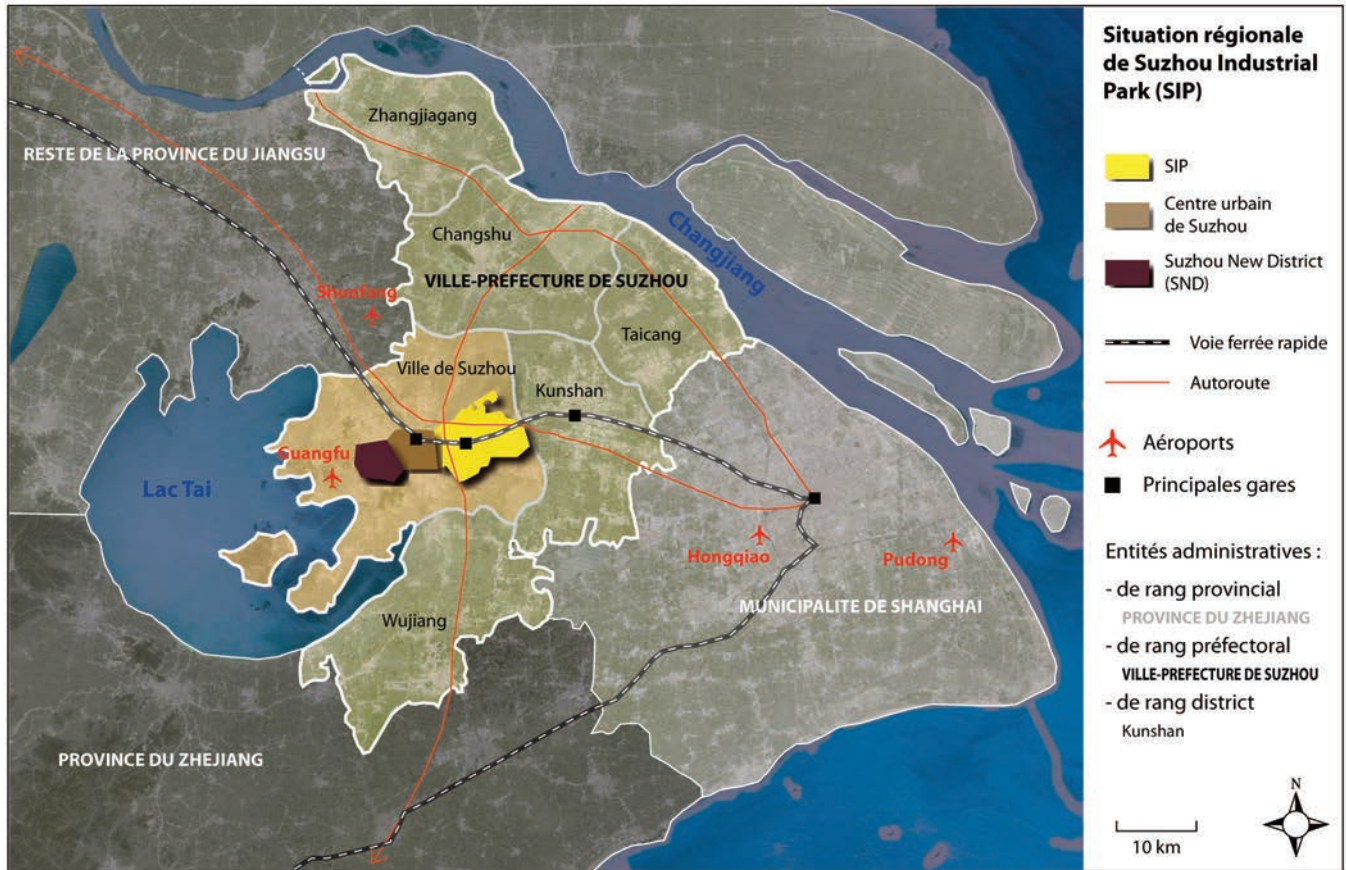 Situation régionale
de Suzhou Industrial
Park (SIP)
SIP
Centre urbain
de Suzhou
Suzhou New District
(SND)
Voie ferrée rapide
Autoroute
Aéroports
Principales gares
Entités administratives :
- de rang provincial
PROVINCE DU ZHEJIANG
- de rang préfectoral
VILLE-PREFECTURE DE SUZHOU
- de rang district
Kunshan
N
10 km
Zhangjiagang
RESTE DE LA PROVINCE DU JIANGSU
Changshu
Changjiang
VILLE-PREFECTURE DE SUZHOU
Shunfang
Taicang
Ville de Suzhou
Kunshan
Guangfu
Lac Tai
Hongqiao
Pudong
MUNICIPALITE DE SHANGHAI
Wujiang
PROVINCE DU ZHEJIANG